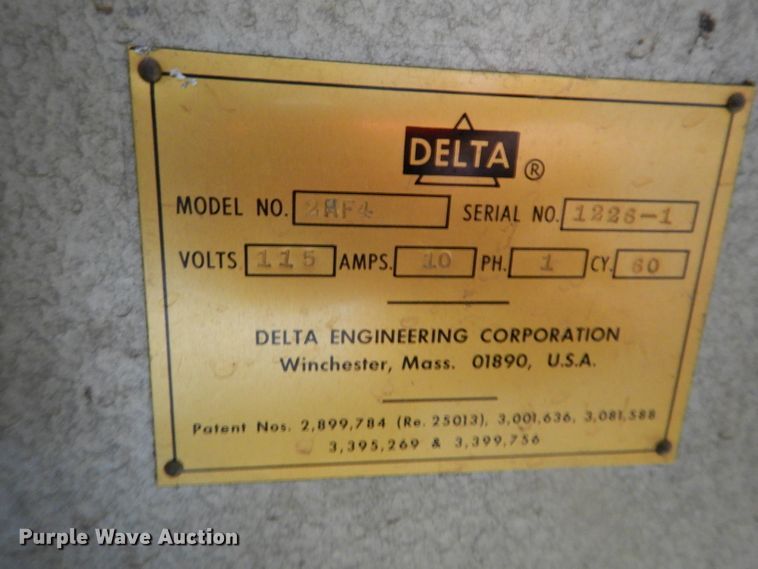 DELTA ®
MODEL NO. 2HF4 SERIAL NO. 1226-1
VOLTS. 115 AMPS. 10 PH. 1 CY. 60
DELTA ENGINEERING CORPORATION
Winchester, Mass. 01890, U.S.A.
Patent Nos. 2,899,784 (Re. 25013), 3,001,636, 3,081,588
3,395,269 & 3,399,756
Purple Wave Auction